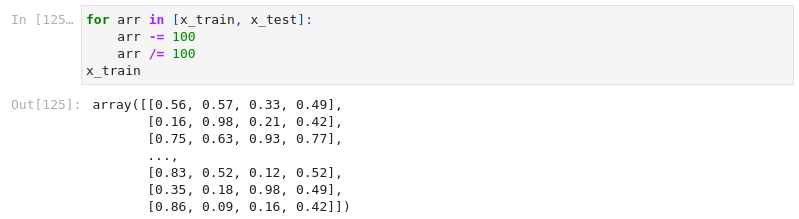 In [125…
for arr in [x_train, x_test]:
    arr -= 100
    arr /= 100
x_train
Out[125]: array([[0.56, 0.57, 0.33, 0.49],
       [0.16, 0.98, 0.21, 0.42],
       [0.75, 0.63, 0.93, 0.77],
       ...,
       [0.83, 0.52, 0.12, 0.52],
       [0.35, 0.18, 0.98, 0.49],
       [0.86, 0.09, 0.16, 0.42]])